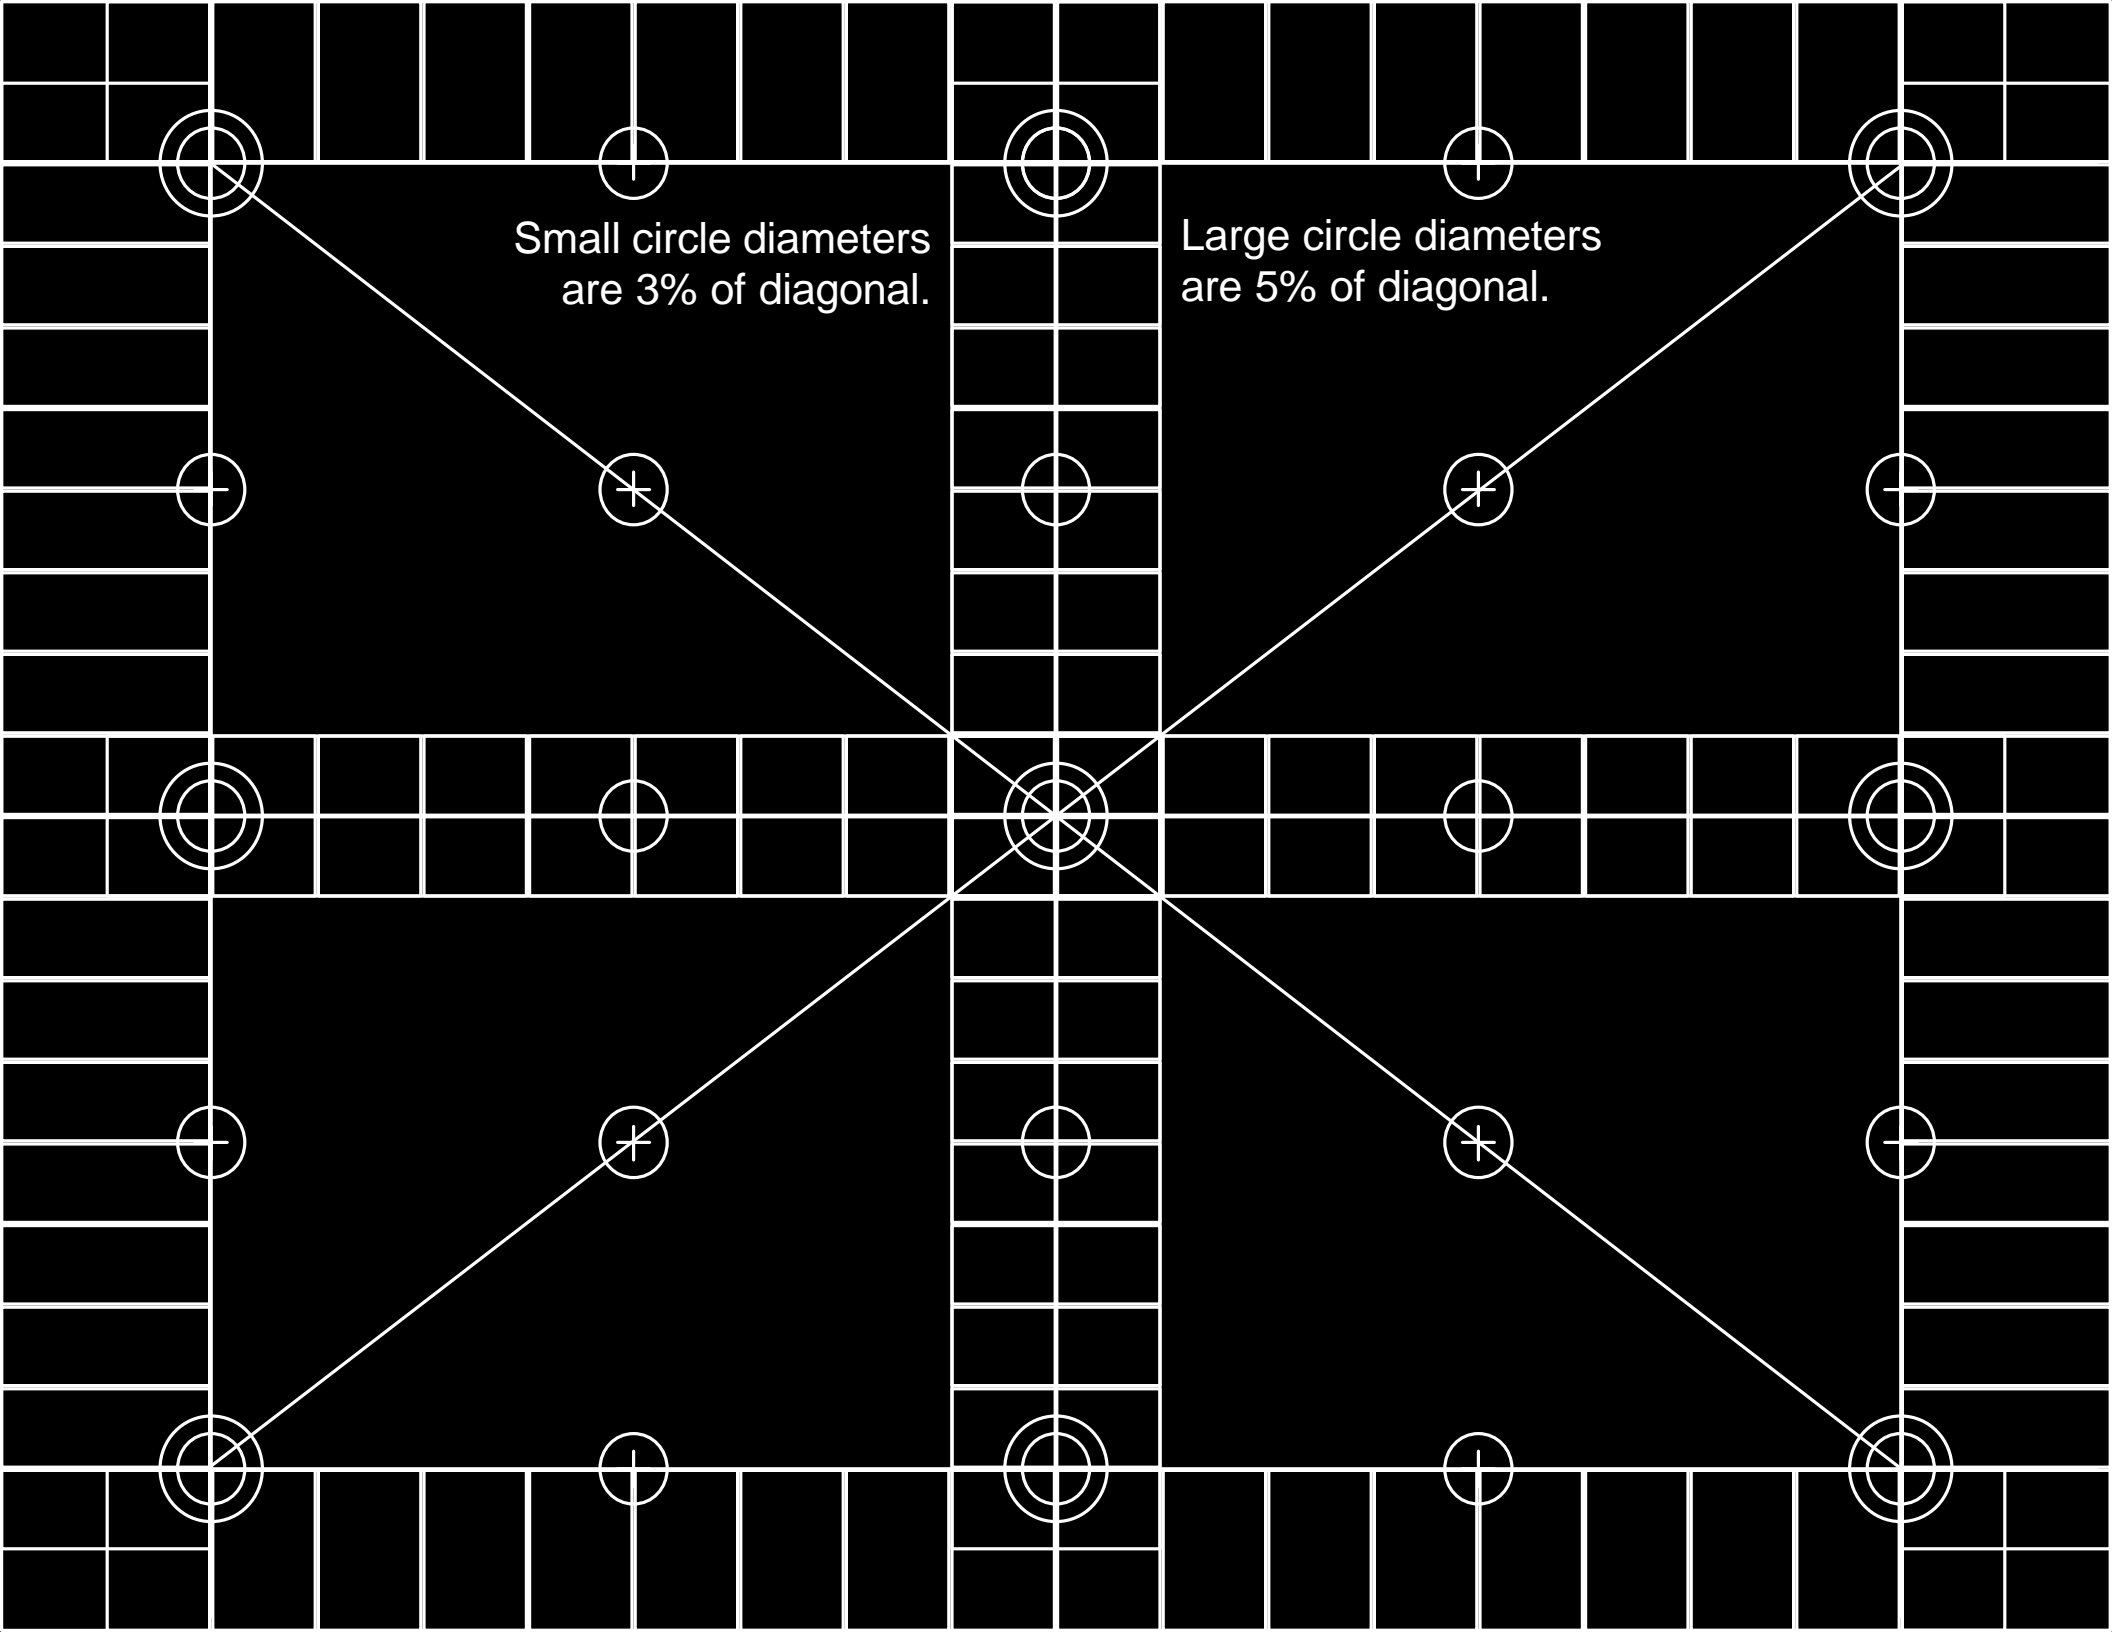 Small circle diameters
are 3% of diagonal.
Large circle diameters
are 5% of diagonal.